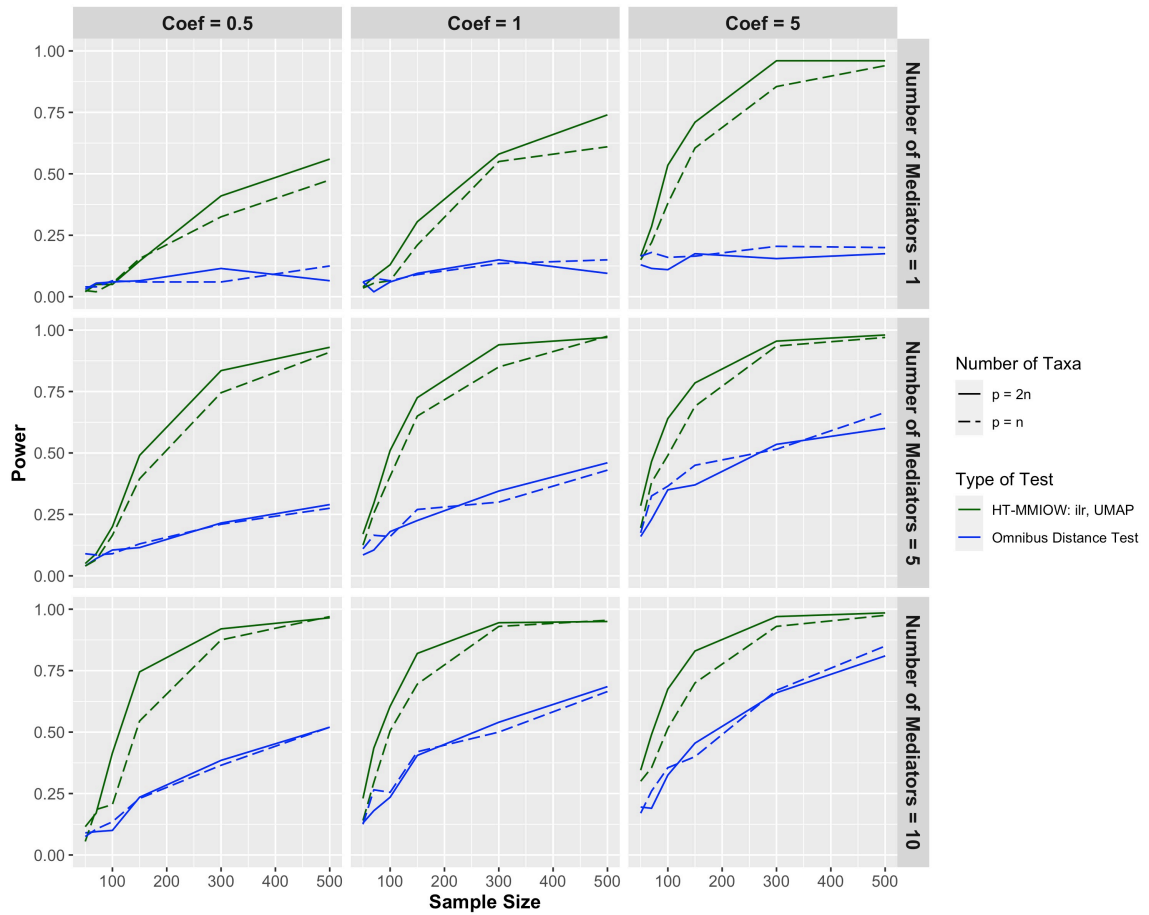 Coef = 0.5
Coef = 1
Coef = 5
1.00
0.75
0.50
0.25
0.00
Number of Mediators = 1
1.00
0.75
0.50
0.25
0.00
Number of Mediators = 5
1.00
0.75
0.50
0.25
0.00
Number of Mediators = 10
Power
100 200 300 400 500
100 200 300 400 500
100 200 300 400 500
Sample Size
Number of Taxa
p = 2n
p = n
Type of Test
HT-MMIOW: ilr, UMAP
Omnibus Distance Test